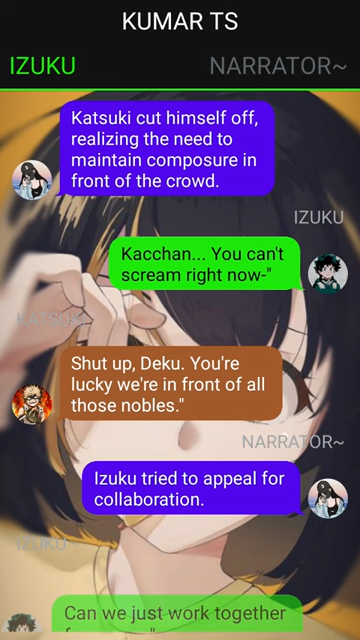 KUMAR TS
IZUKU
NARRATOR~
Katsuki cut himself off,
realizing the need to
maintain composure in
front of the crowd.
IZUKU
Kacchan... You can't
scream right now-"
KATSUKI
Shut up, Deku. You're
lucky we're in front of all
those nobles."
NARRATOR~
Izuku tried to appeal for
collaboration.
IZUKU
Can we just work together